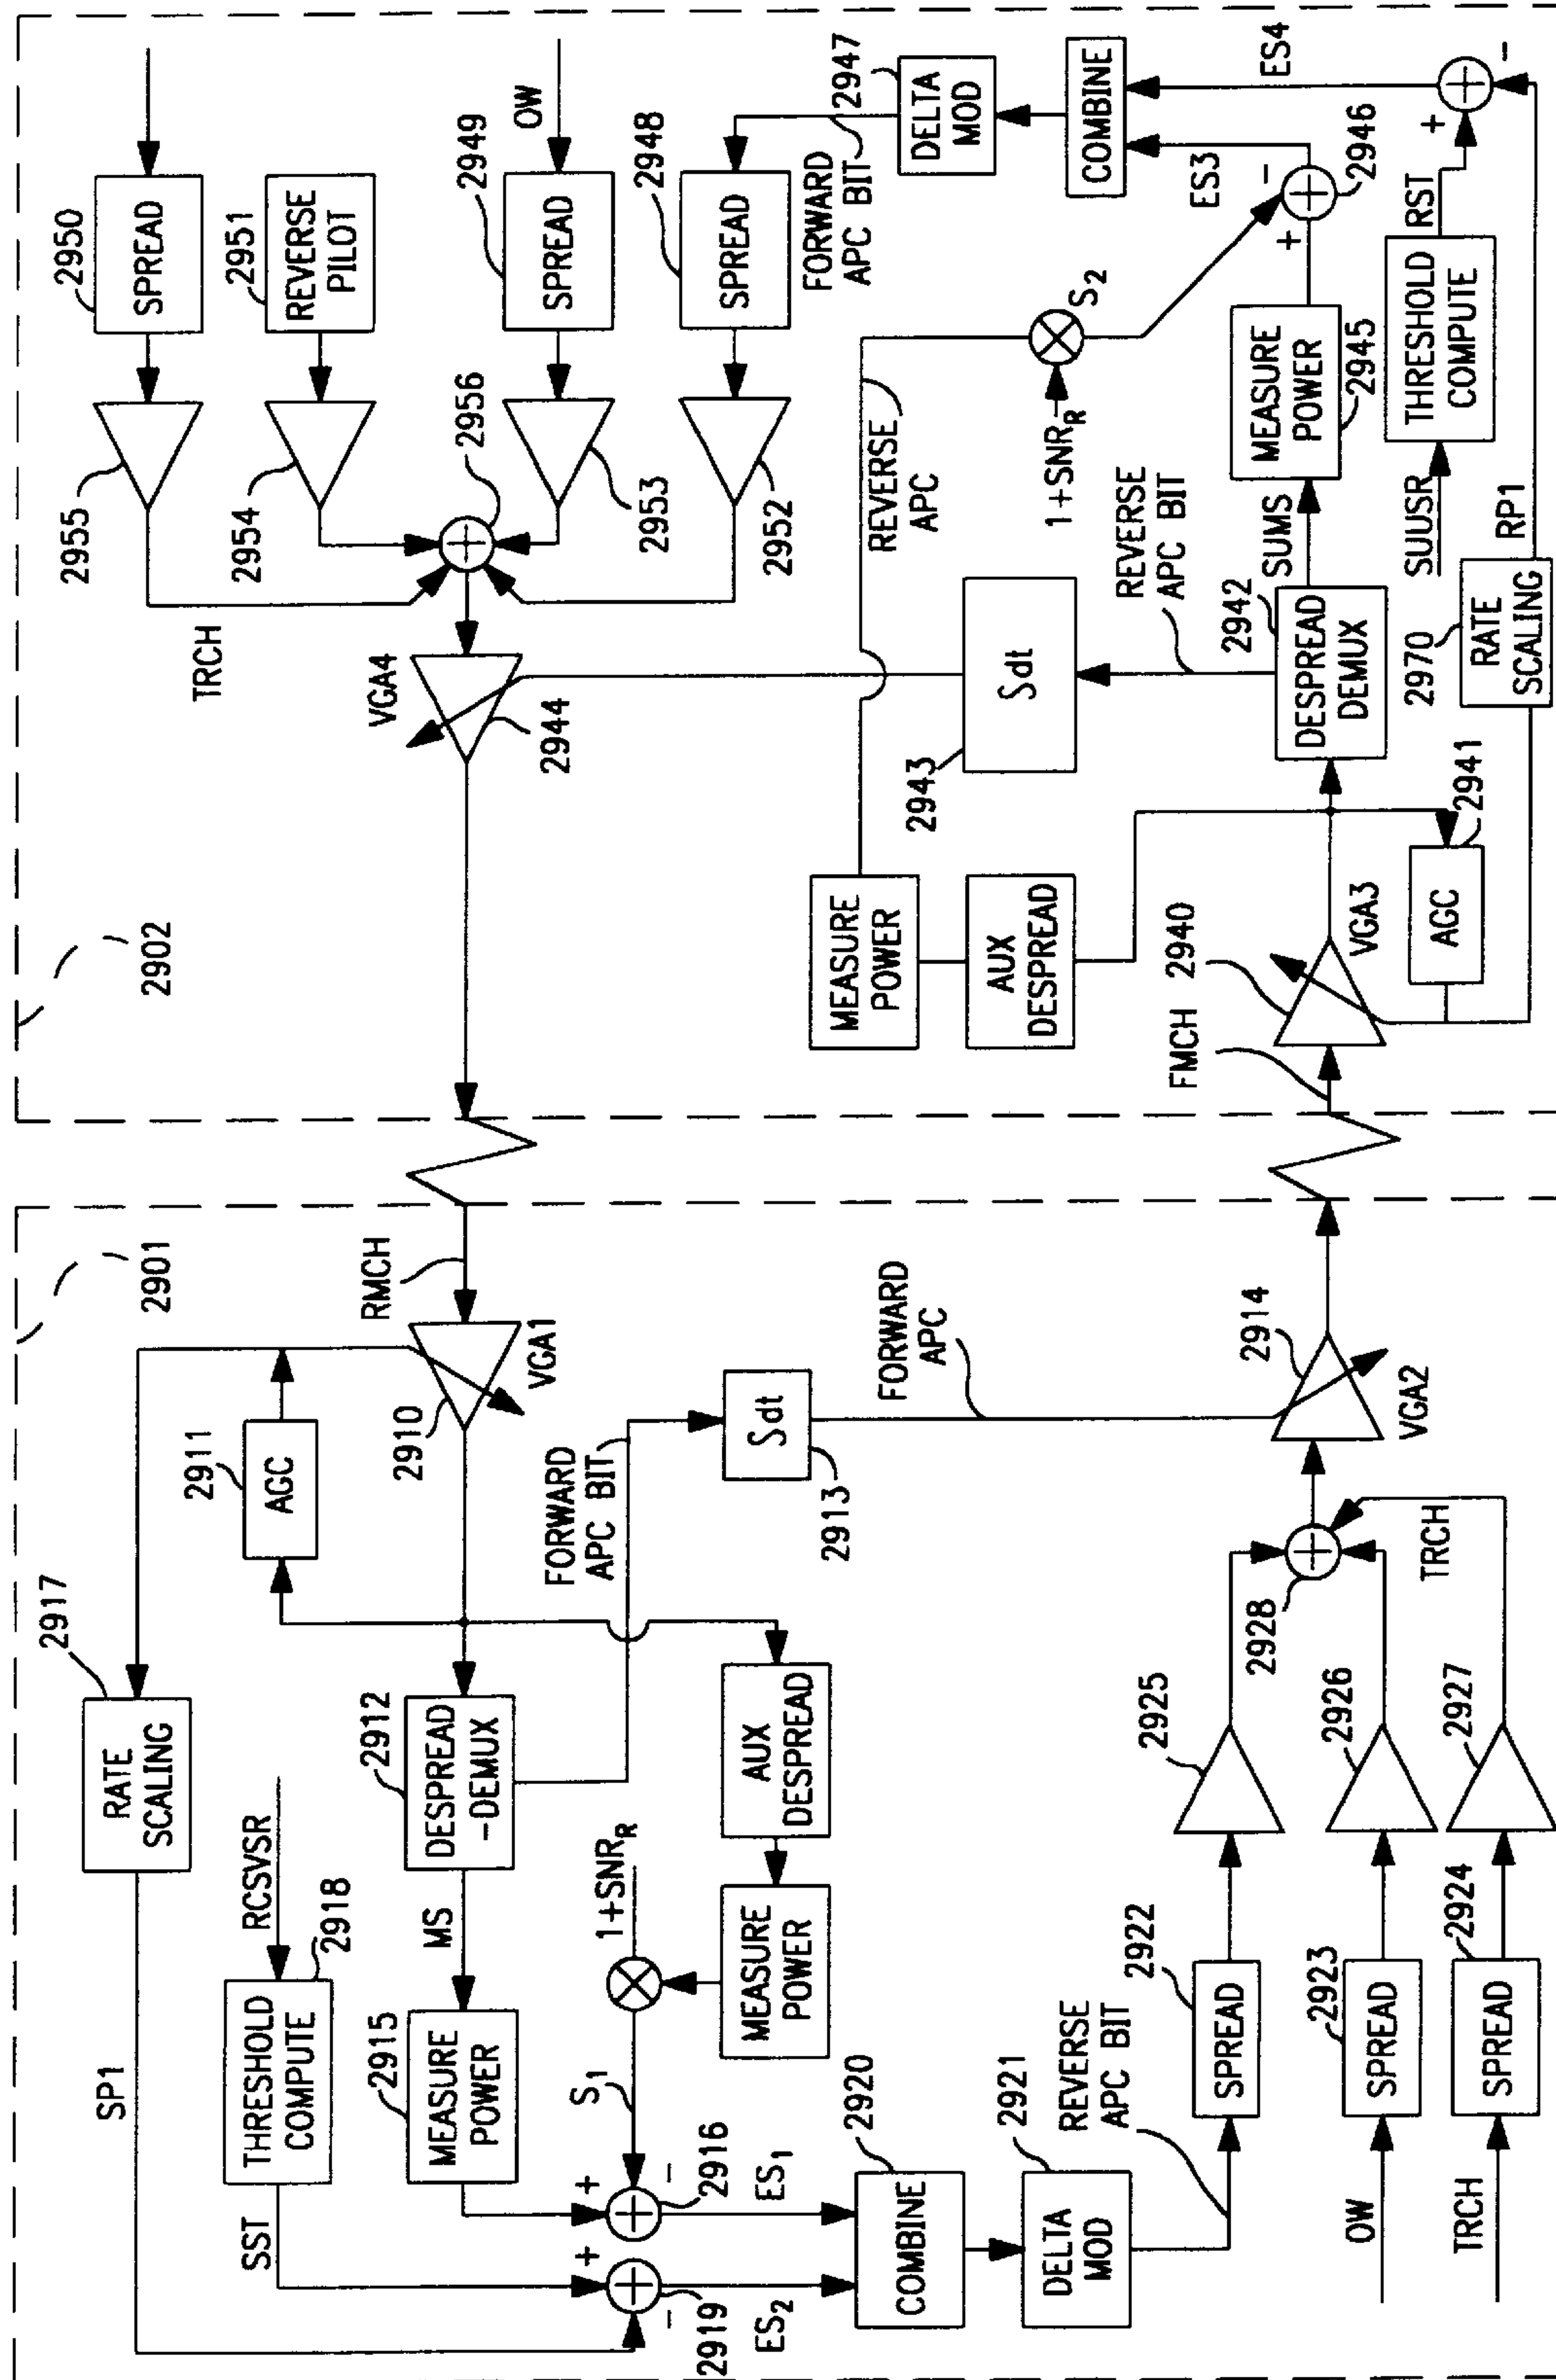 2901
2917
RATE
SCALING
SP1
2911
AGC
RMCH
VGA1
2910
RCSVSR
THRESHOLD
COMPUTE
2918
SST
2912
DESPREAD
-DEMUX
MS
2915
MEASURE
POWER
FORWARD
APC BIT
∫dt
2913
FORWARD
APC
AUX
DESPREAD
MEASURE
POWER
1+SNRR
S1
+
-
2916
ES1
+
-
2919
ES2
2920
COMBINE
2921
DELTA
MOD
REVERSE
APC BIT
2922
SPREAD
2925
OW
2923
SPREAD
2926
TRCH
2924
SPREAD
2927
TRCH
2928
2914
VGA2
2902
2950
SPREAD
2955
TRCH
2951
REVERSE
PILOT
2954
OW
2949
SPREAD
2953
2948
SPREAD
2952
2956
VGA4
2944
FORWARD
APC BIT
2947
DELTA
MOD
COMBINE
ES3
ES4
REVERSE
APC
MEASURE
POWER
AUX
DESPREAD
1+SNRR
S2
∫dt
2943
REVERSE
APC BIT
FMCH
2940
VGA3
AGC
2941
2942
DESPREAD
DEMUX
SUMS
MEASURE
POWER
2945
+
-
2946
SUUSR
THRESHOLD
COMPUTE
RST
+
-
2970
RATE
SCALING
RP1